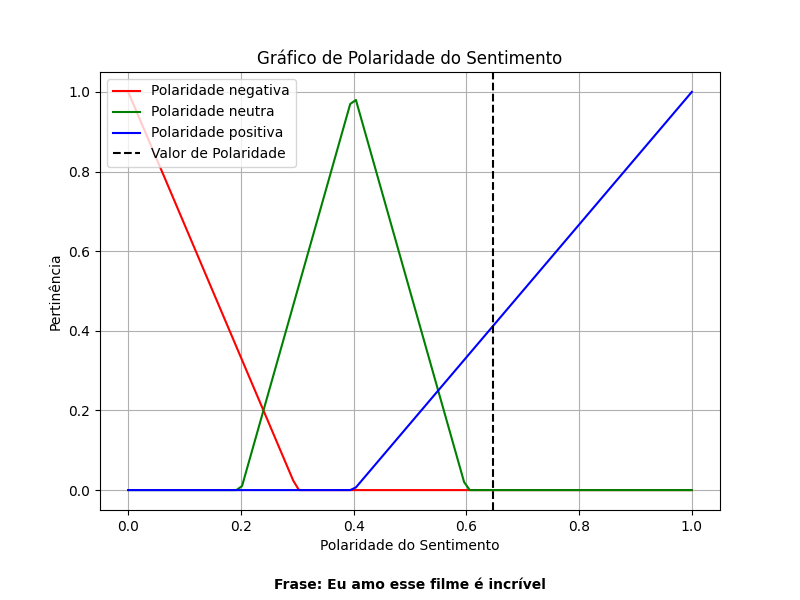 Gráfico de Polaridade do Sentimento
Polaridade negativa
Polaridade neutra
Polaridade positiva
Valor de Polaridade
Pertinência
1.0
0.8
0.6
0.4
0.2
0.0
0.0 0.2 0.4 0.6 0.8 1.0
Polaridade do Sentimento
Frase: Eu amo esse filme é incrível